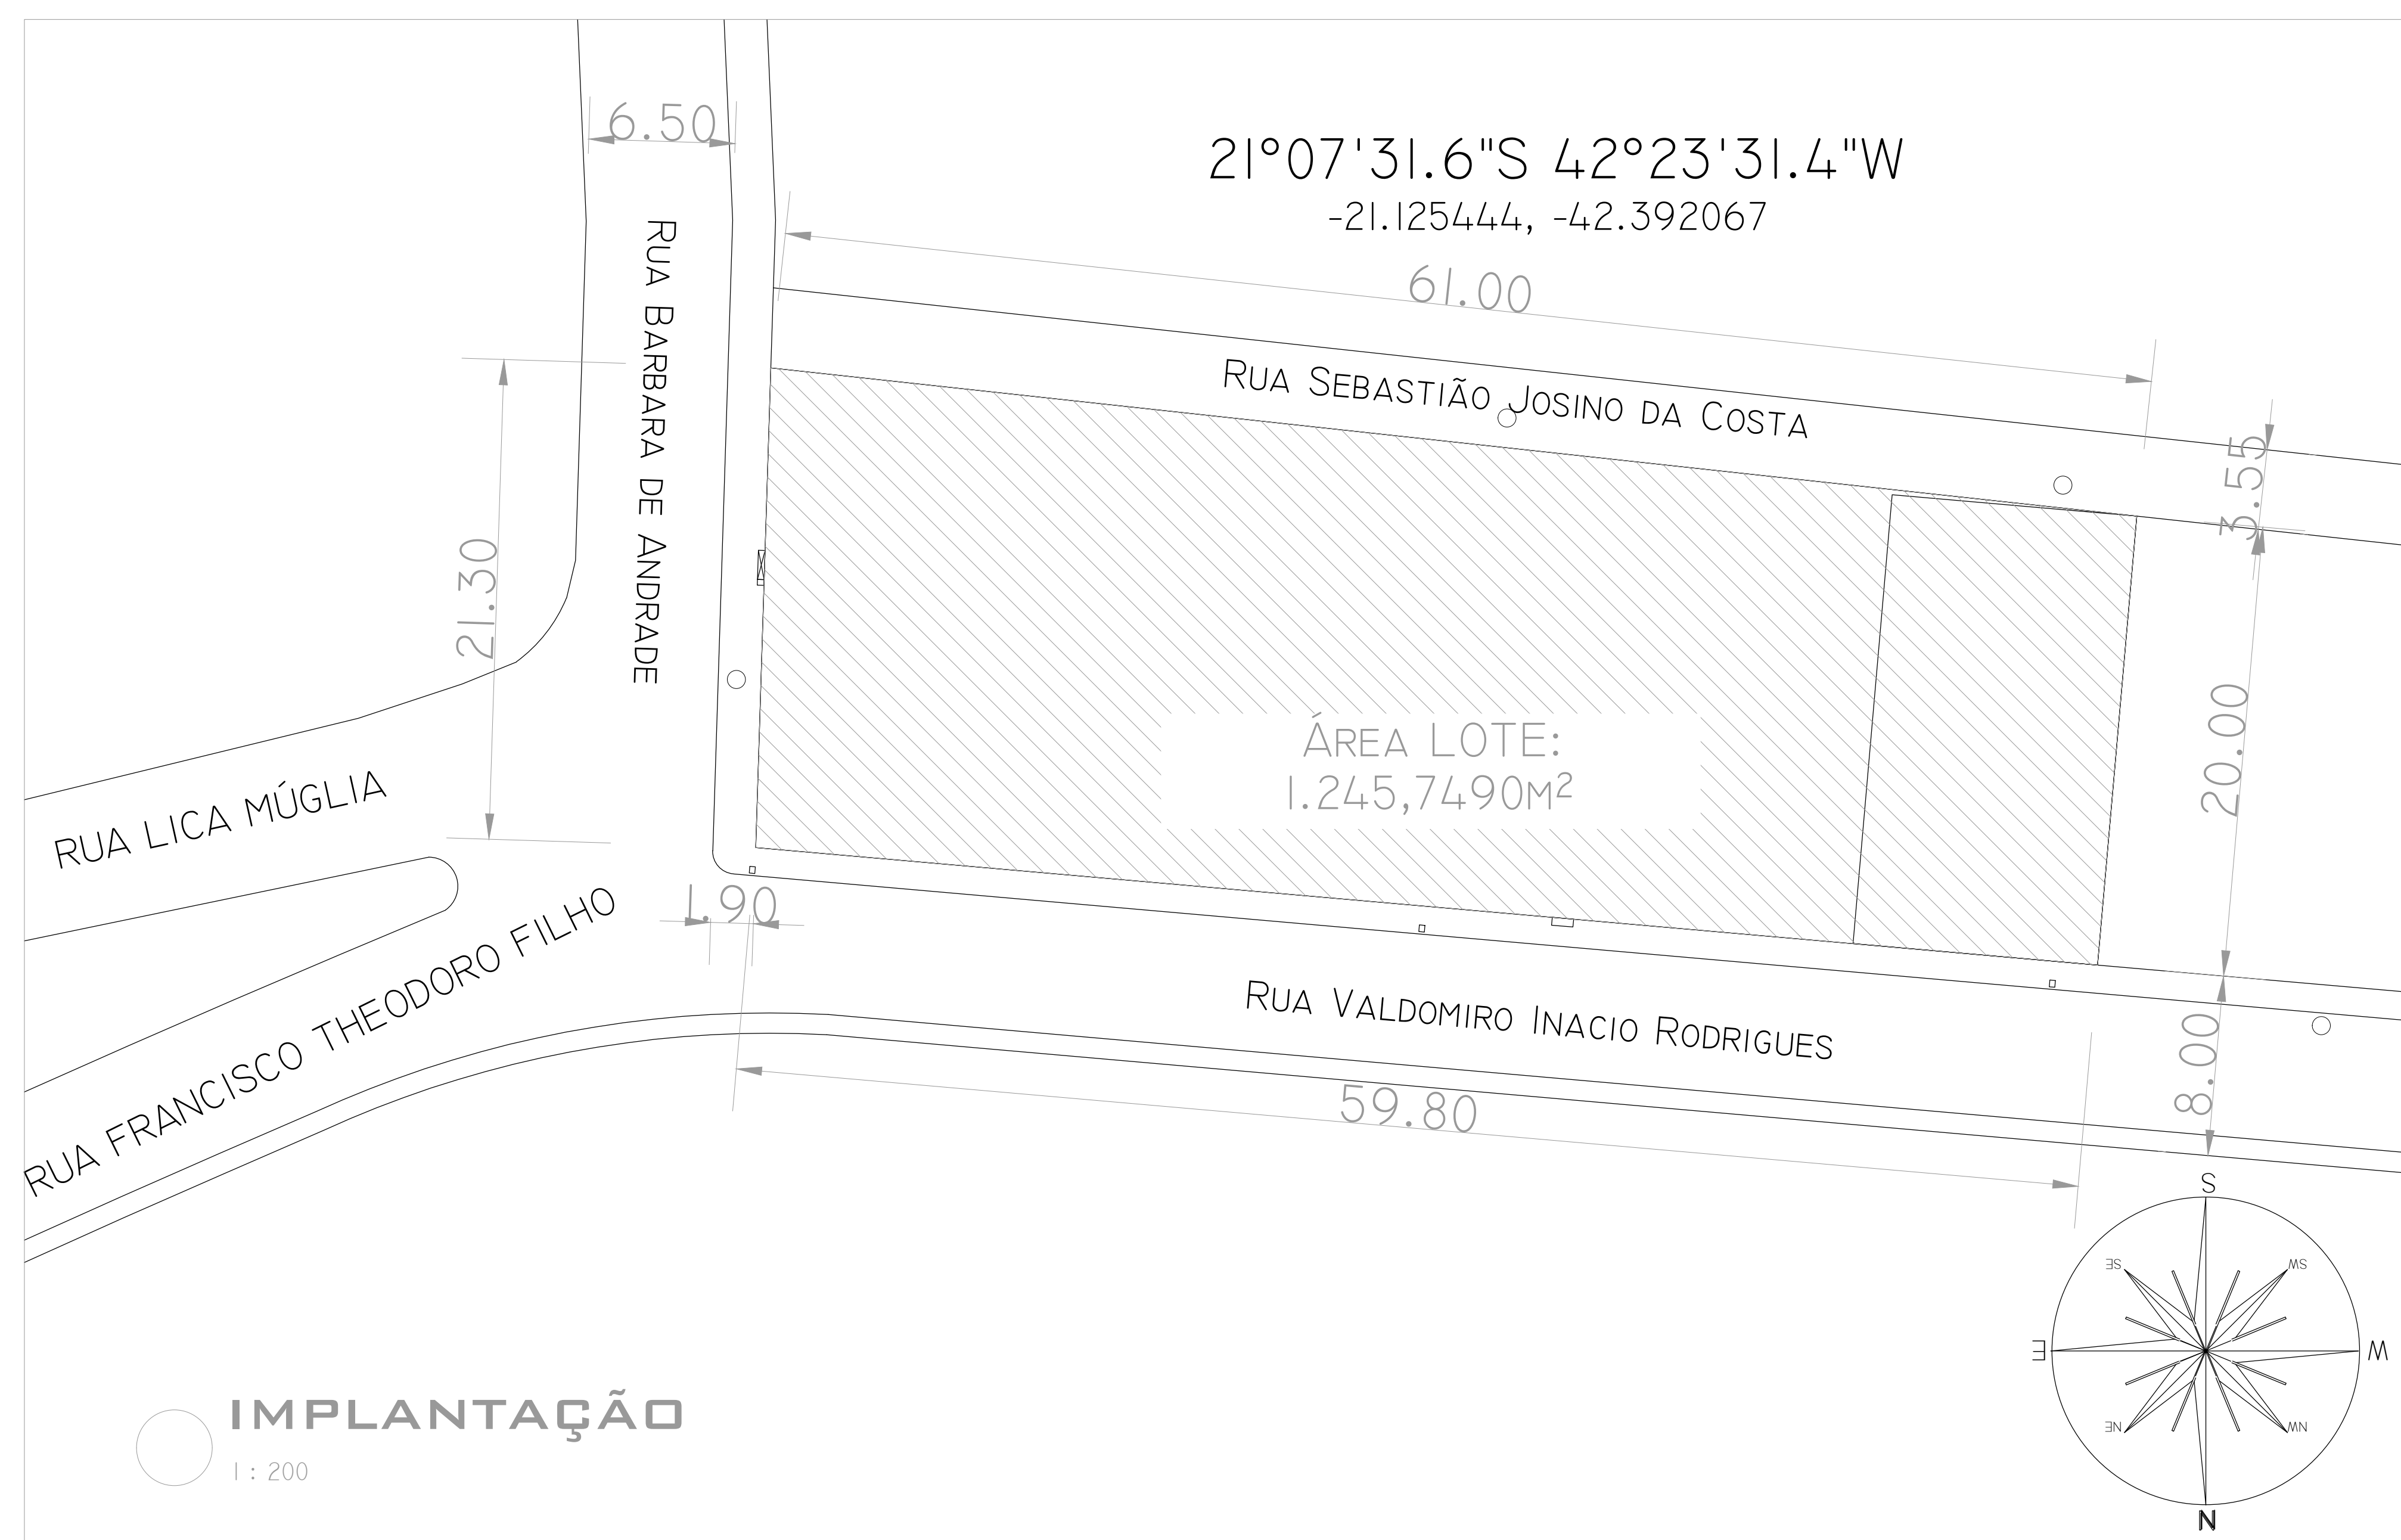 6.50
21°07'31.6"S 42°23'31.4"W
-21.125444, -42.392067
61.00
Rua Barbara de Andrade
Rua Sebastião Josino da Costa
3.55
21.30
20.00
Área LOTE:
1.245,7490m²
RUA LICA MÚGLIA
1.90
RUA FRANCISCO THEODORO FILHO
Rua Valdomiro Inacio Rodrigues
8.00
59.80
S
SE
SW
E
W
NE
NW
N
IMPLANTAÇÃO
1 : 200